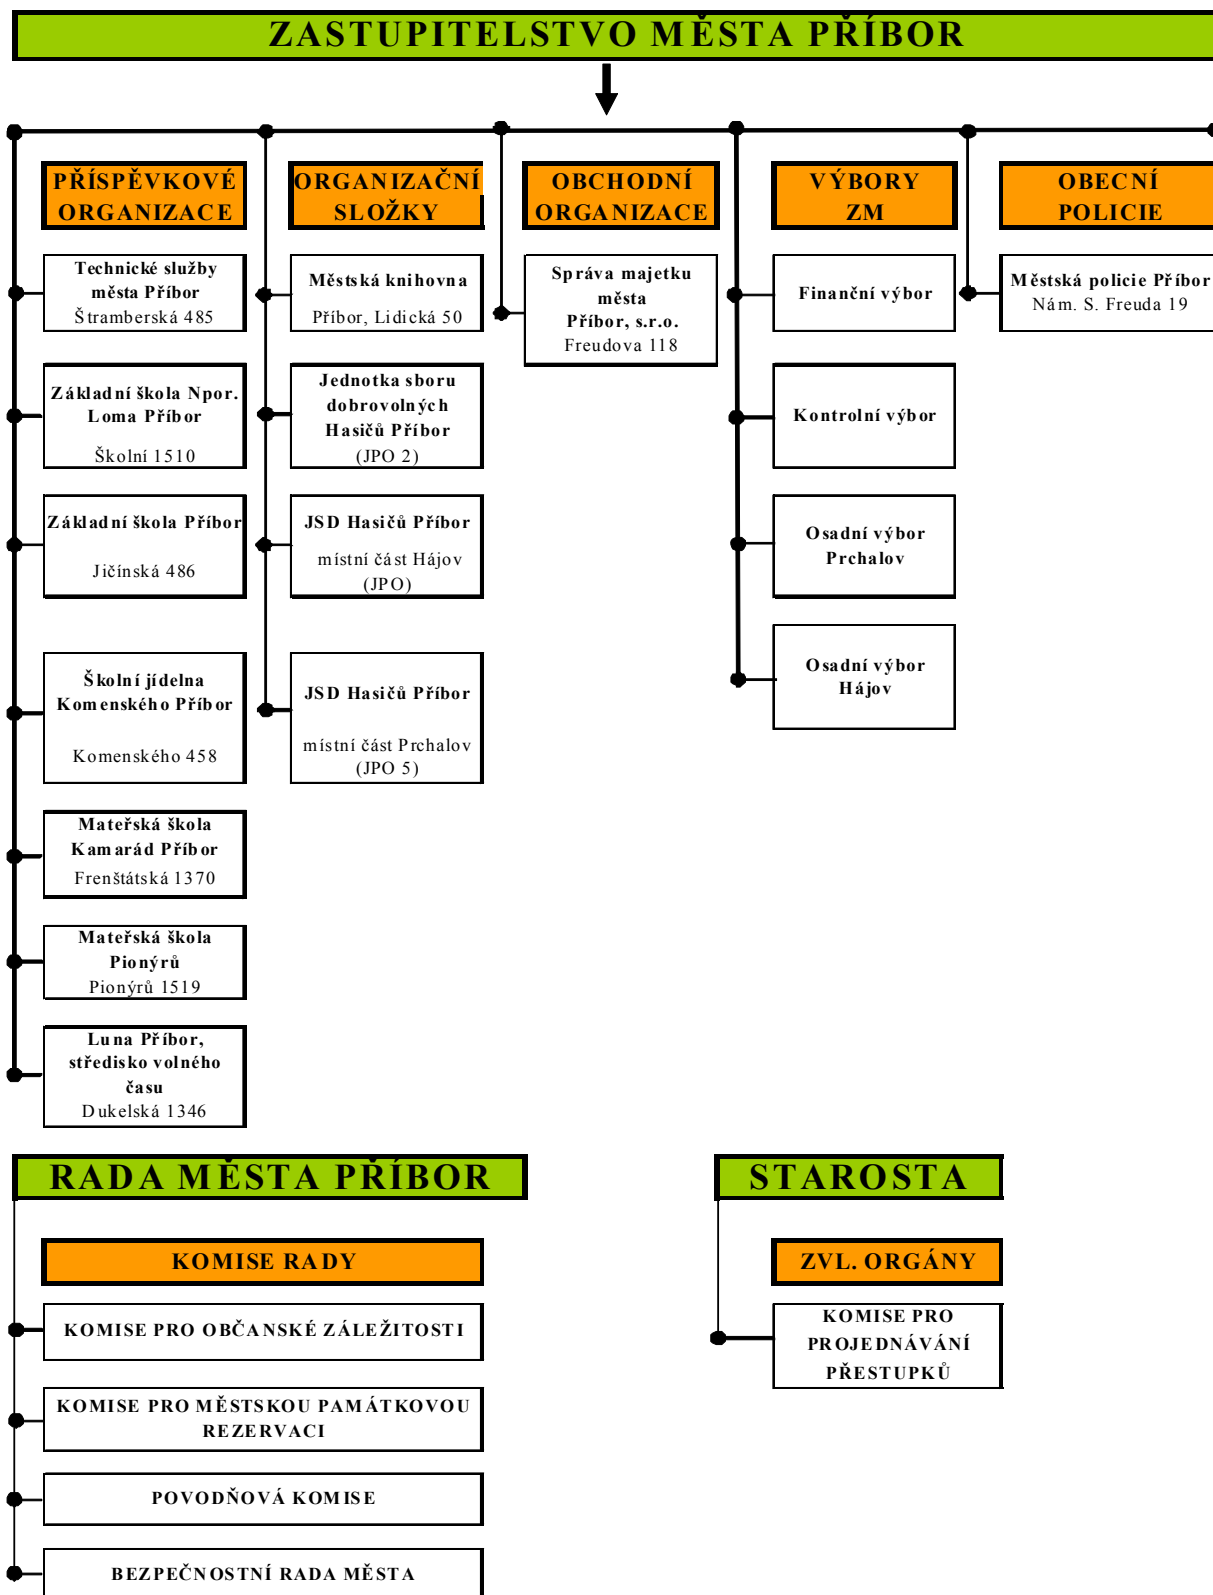 ZASTUPITELSTVO MĚSTA PŘÍBOR
PŘÍSPĚVKOVÉ
ORGANIZACE
Technické služby
města Příbor
Štramberská 485
Základní škola Npor.
Loma Příbor
Školní 1510
Základní škola Příbor
Jičínská 486
Školní jídelna
Komenského Příbor
Komenského 458
Mateřská škola
Kamarád Příbor
Frenštátská 1370
Mateřská škola
Pionýrů
Pionýrů 1519
Luna Příbor,
středisko volného
času
Dukelská 1346
ORGANIZAČNÍ
SLOŽKY
Městská knihovna
Příbor, Lidická 50
Jednotka sboru
dobrovolných
Hasičů Příbor
(JPO 2)
JSD Hasičů Příbor
místní část Hájov
(JPO)
JSD Hasičů Příbor
místní část Prchalov
(JPO 5)
OBCHODNÍ
ORGANIZACE
Správa majetku
města
Příbor, s.r.o.
Freudova 118
VÝBORY
ZM
Finanční výbor
Kontrolní výbor
Osadní výbor
Prchalov
Osadní výbor
Hájov
OBECNÍ
POLICIE
Městská policie Příbor
Nám. S. Freuda 19
RADA MĚSTA PŘÍBOR
KOMISE RADY
KOMISE PRO OBČANSKÉ ZÁLEŽITOSTI
KOMISE PRO MĚSTSKOU PAMÁTKOVOU
REZERVACI
POVODŇOVÁ KOMISE
BEZPEČNOSTNÍ RADA MĚSTA
STAROSTA
ZVL. ORGÁNY
KOMISE PRO
PROJEDNÁVÁNÍ
PŘESTUPKŮ